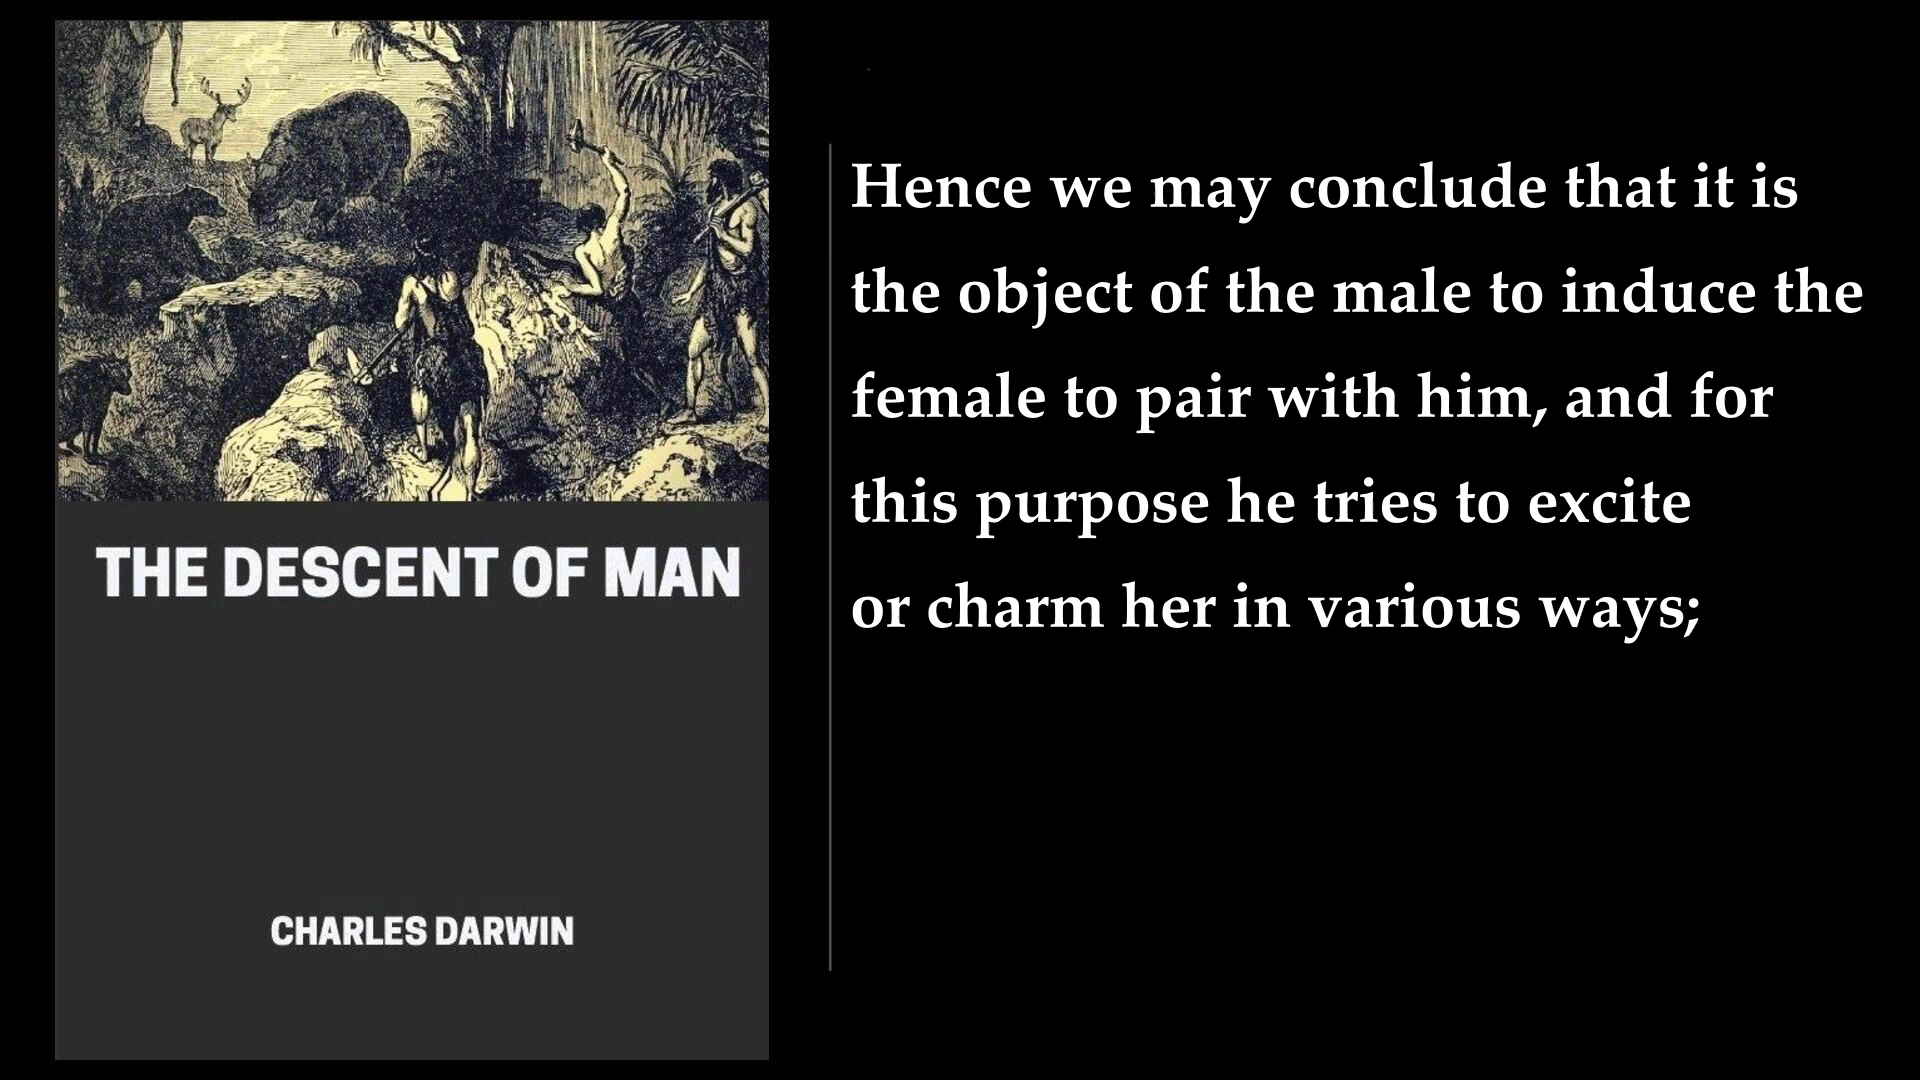 THE DESCENT OF MAN
CHARLES DARWIN
Hence we may conclude that it is
the object of the male to induce the
female to pair with him, and for
this purpose he tries to excite
or charm her in various ways;